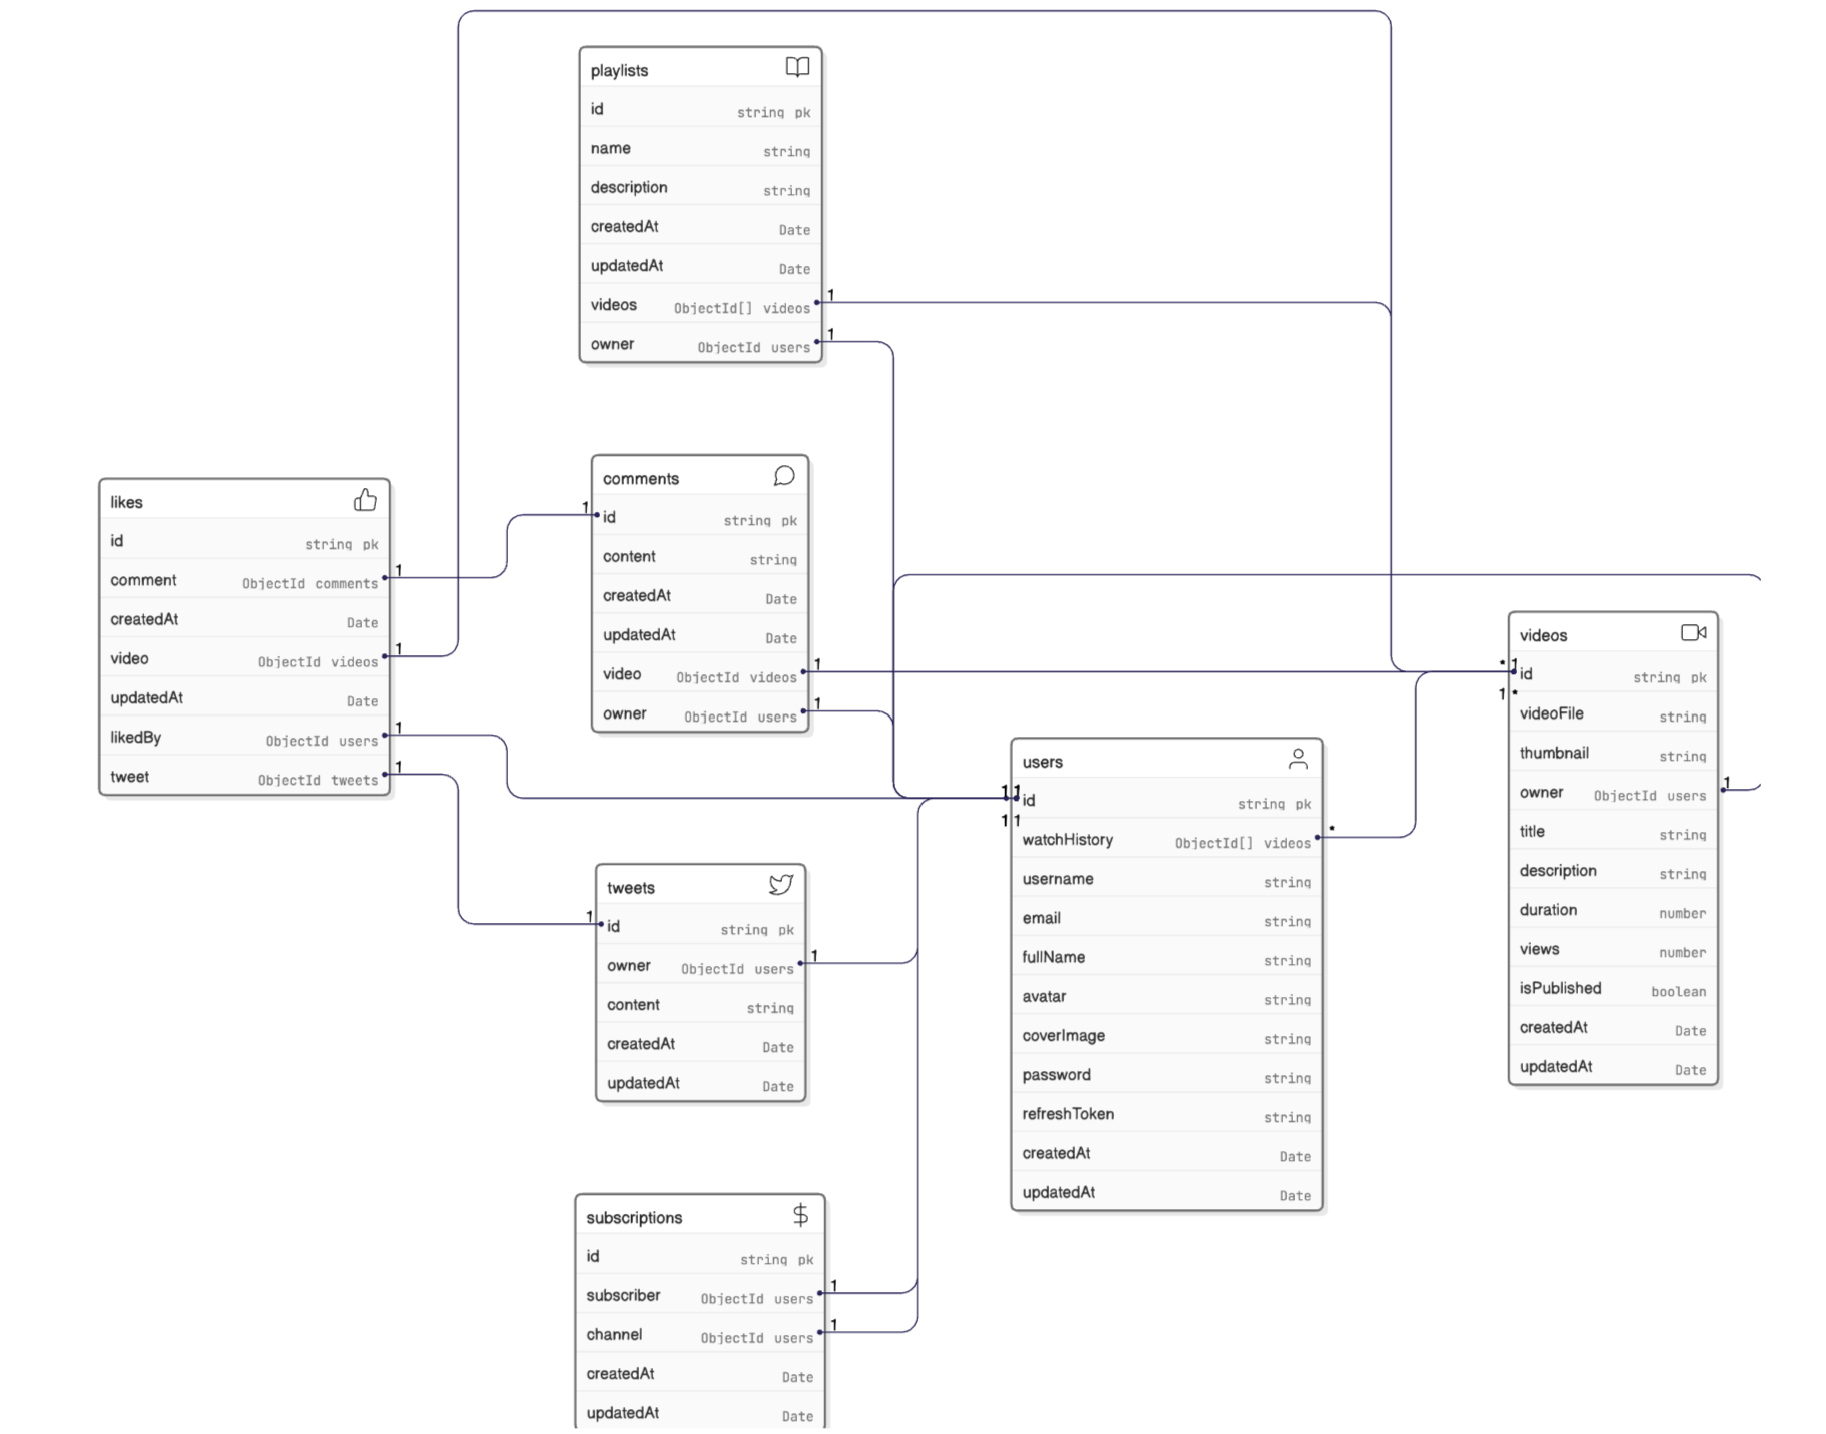 playlists
id string pk
name string
description string
createdAt Date
updatedAt Date
videos ObjectId[] videos 1
owner ObjectId users 1
likes
id string pk
comment ObjectId comments 1
createdAt Date
video ObjectId videos 1
updatedAt Date
likedBy ObjectId users 1
tweet ObjectId tweets 1
comments
1 id string pk
content string
createdAt Date
updatedAt Date
video ObjectId videos 1
owner ObjectId users 1
tweets
1 id string pk
owner ObjectId users 1
content string
createdAt Date
updatedAt Date
subscriptions
id string pk
subscriber ObjectId users 1
channel ObjectId users 1
createdAt Date
updatedAt Date
users
1 1 id string pk
1 1
watchHistory ObjectId[] videos *
username string
email string
fullName string
avatar string
coverImage string
password string
refreshToken string
createdAt Date
updatedAt Date
videos
* 1 id string pk
1 *
videoFile string
thumbnail string
owner ObjectId users 1
title string
description string
duration number
views number
isPublished boolean
createdAt Date
updatedAt Date